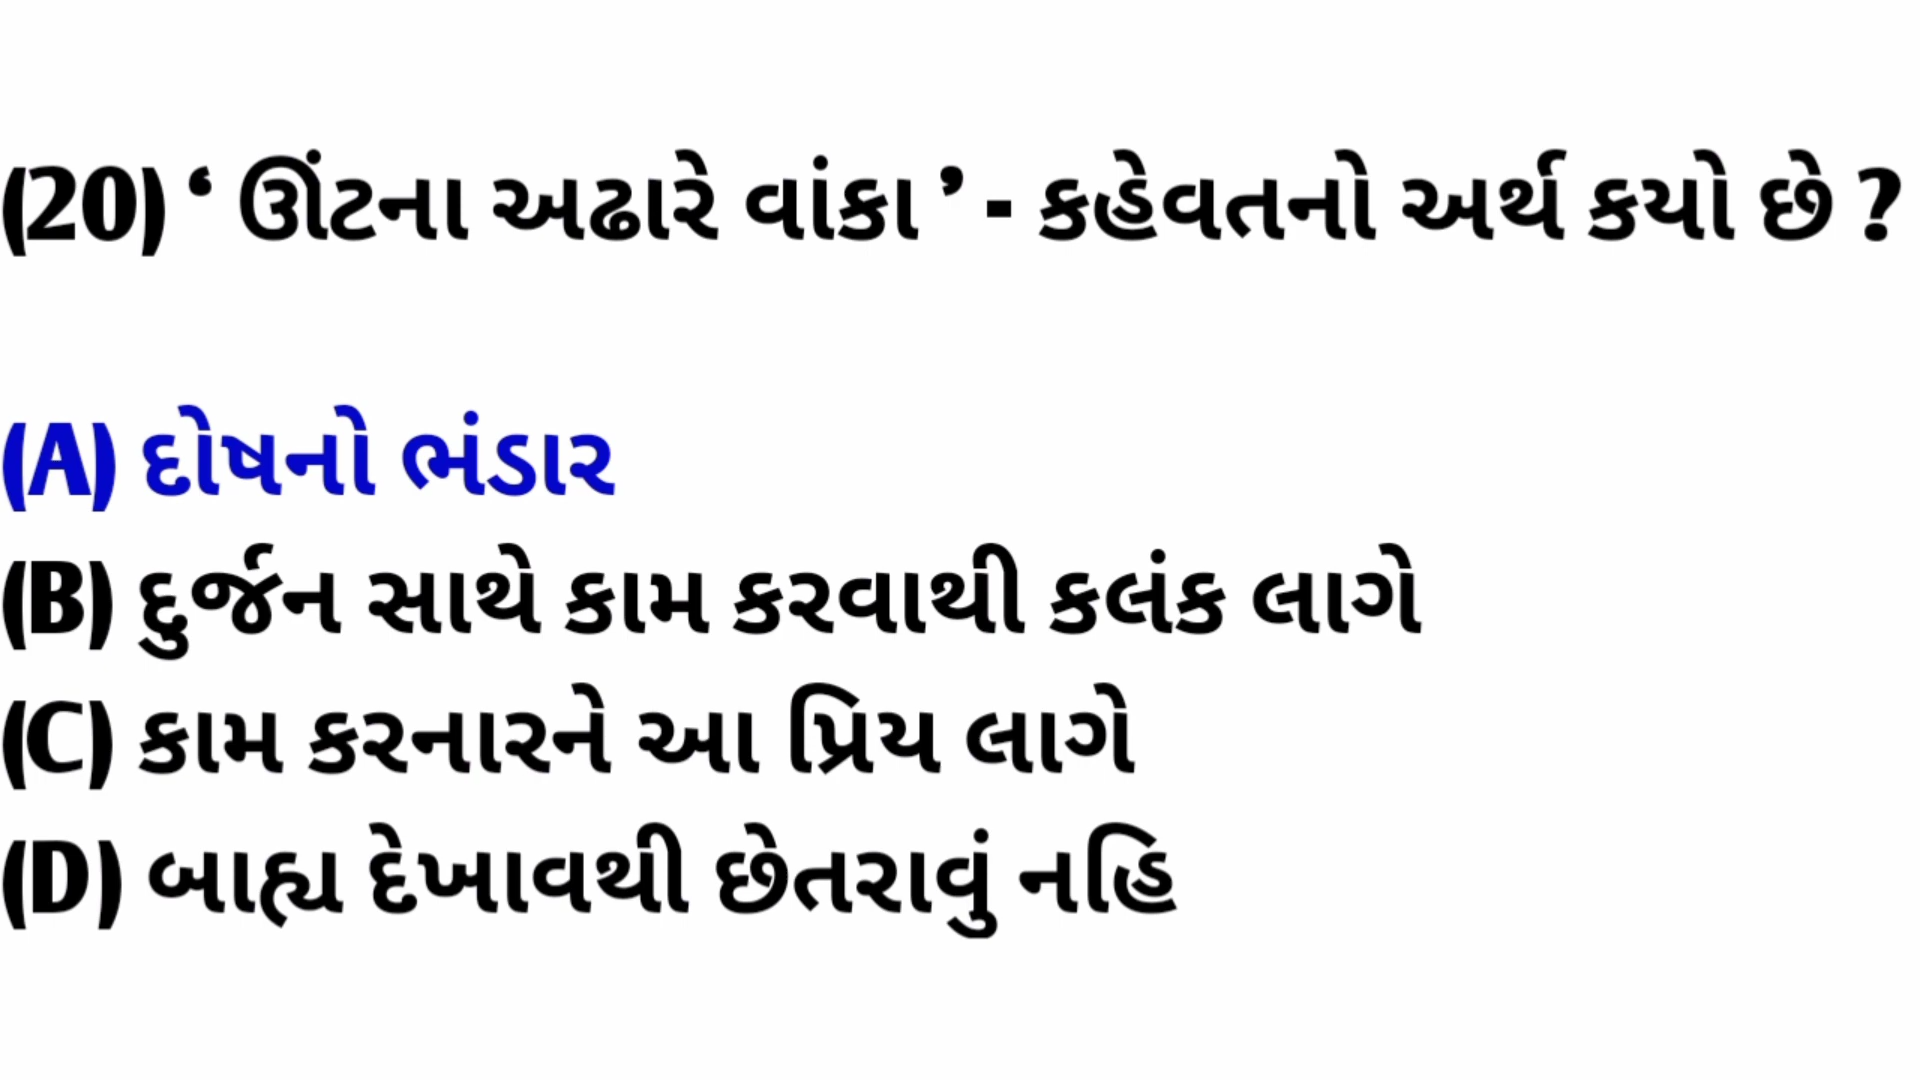 (20) ‘ ઊંટના અઢારે વાંકા ’ - કહેવતનો અર્થ કયો છે ?
(A) દોષનો ભંડાર
(B) દુર્જન સાથે કામ કરવાથી કલંક લાગે
(C) કામ કરનારને આ પ્રિય લાગે
(D) બાહ્ય દેખાવથી છેતરાવું નહિ